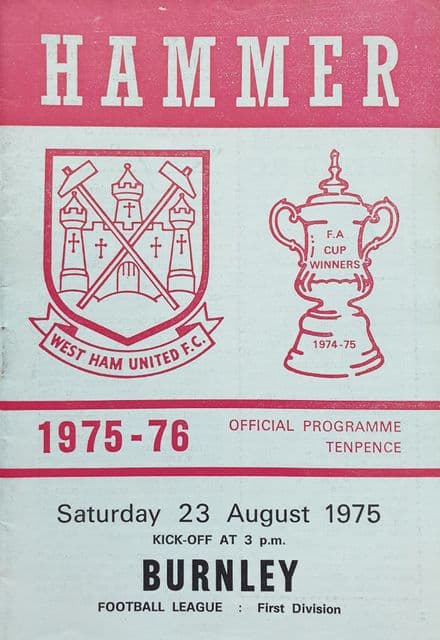 HAMMER
F.A
CUP
WINNERS
1974-75
WEST HAM UNITED F.C.
1975-76
OFFICIAL PROGRAMME
TENPENCE
Saturday 23 August 1975
KICK-OFF AT 3 p.m.
BURNLEY
FOOTBALL LEAGUE : First Division